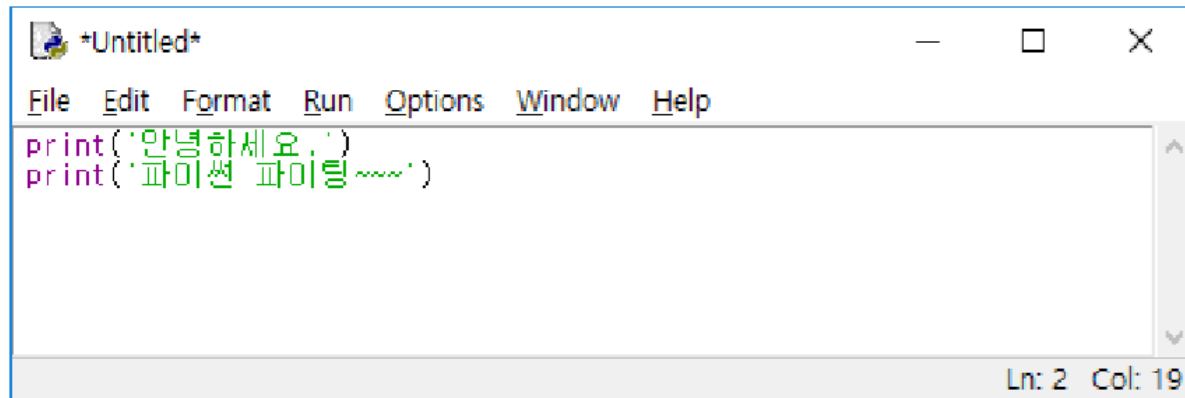 *Untitled*
File Edit Format Run Options Window Help
print('안녕하세요.')
print('파이썬 파이팅~~~')
Ln: 2 Col: 19